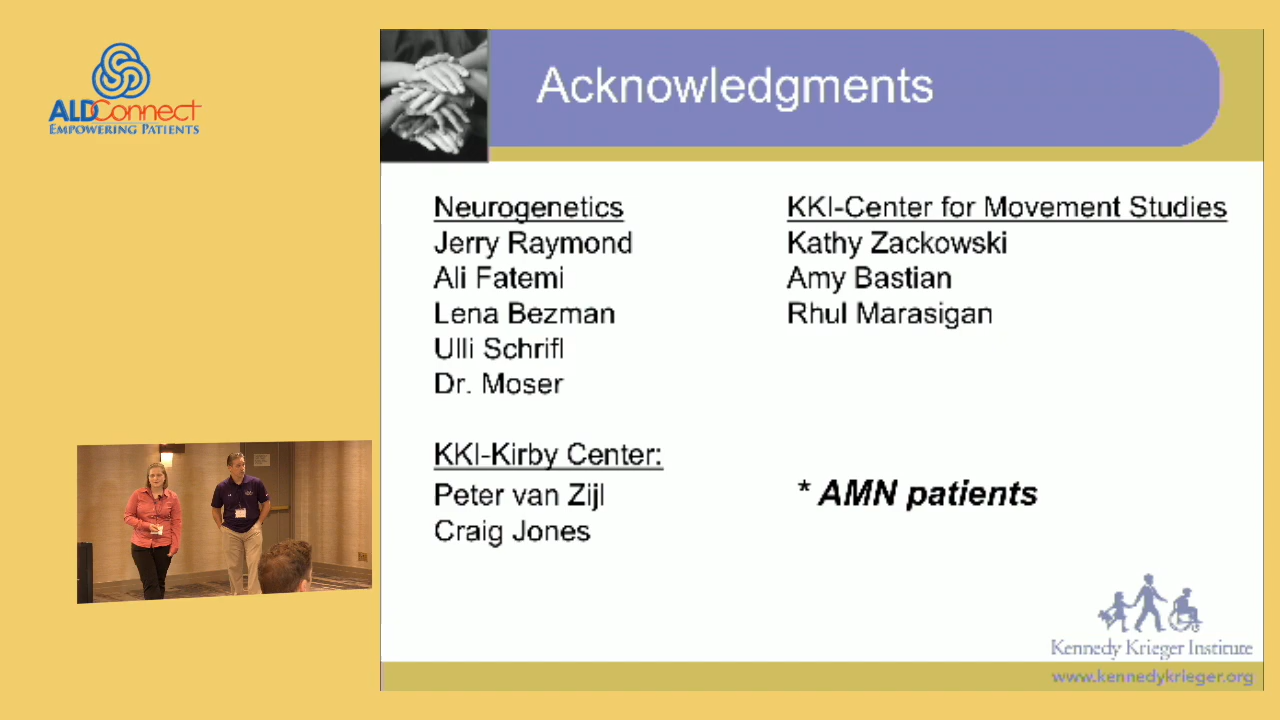 ALDConnect
EMPOWERING PATIENTS
Acknowledgments
Neurogenetics
Jerry Raymond
Ali Fatemi
Lena Bezman
Ulli Schrifl
Dr. Moser
KKI-Kirby Center:
Peter van Zijl
Craig Jones
KKI-Center for Movement Studies
Kathy Zackowski
Amy Bastian
Rhul Marasigan
* AMN patients
Kennedy Krieger Institute
www.kennedykrieger.org